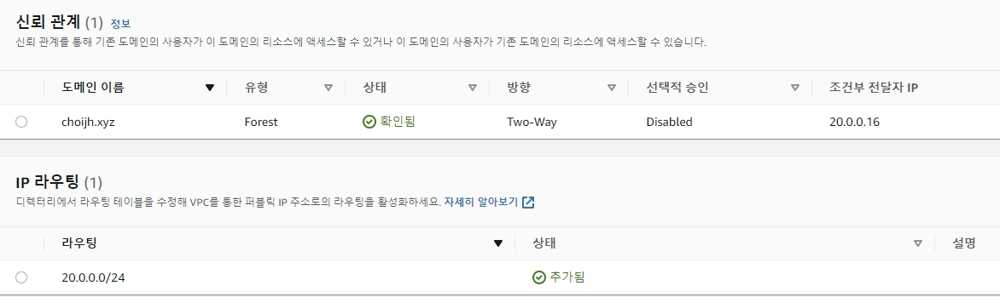 신뢰 관계 (1) 정보
신뢰 관계를 통해 기존 도메인의 사용자가 이 도메인의 리소스에 액세스할 수 있거나 이 도메인의 사용자가 기존 도메인의 리소스에 액세스할 수 있습니다.
도메인 이름 유형 상태 방향 선택적 승인 조건부 전달자 IP
choijh.xyz Forest 확인됨 Two-Way Disabled 20.0.0.16
IP 라우팅 (1)
디렉터리에서 라우팅 테이블을 수정해 VPC를 통한 퍼블릭 IP 주소로의 라우팅을 활성화하세요. 자세히 알아보기
라우팅 상태 설명
20.0.0.0/24 추가됨